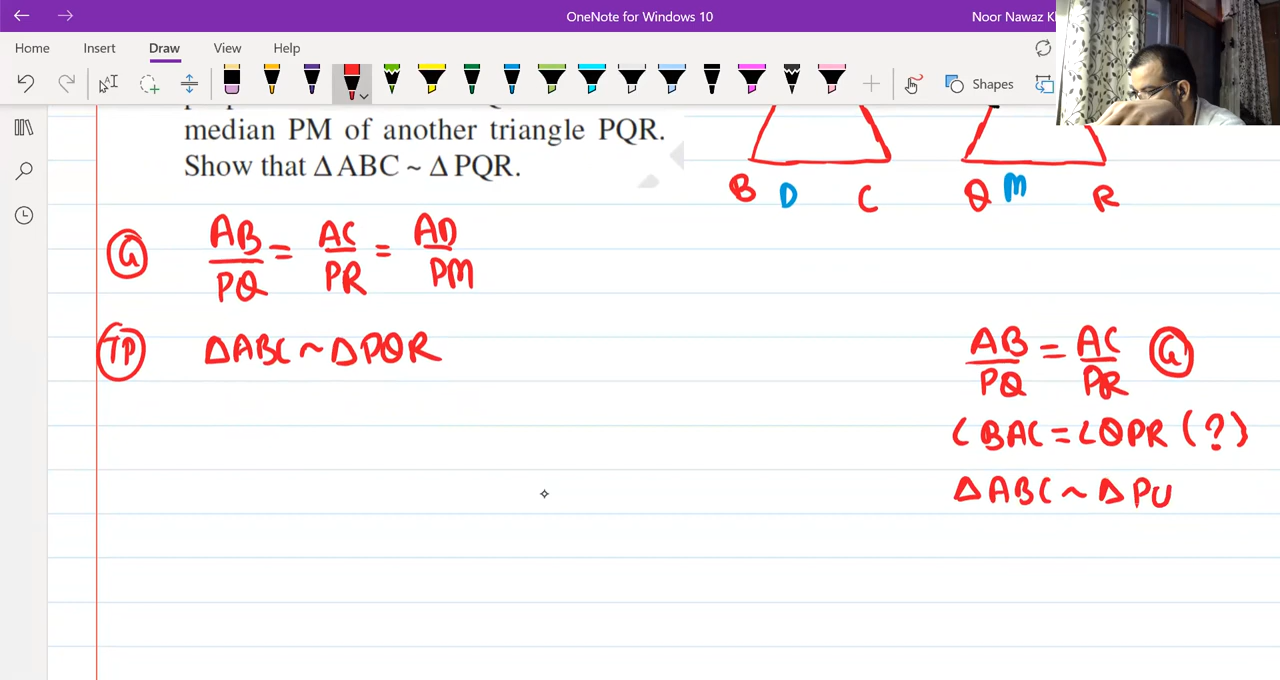 OneNote for Windows 10
Noor Nawaz
Home Insert Draw View Help
Shapes
median PM of another triangle PQR.
Show that Δ ABC ~ Δ PQR.
B D C Q M R
G AB/PQ = AC/PR = AD/PM
TP ΔABC ~ ΔPQR
AB/PQ = AC/PR G
∠BAC = ∠QPR (?)
ΔABC ~ ΔPU